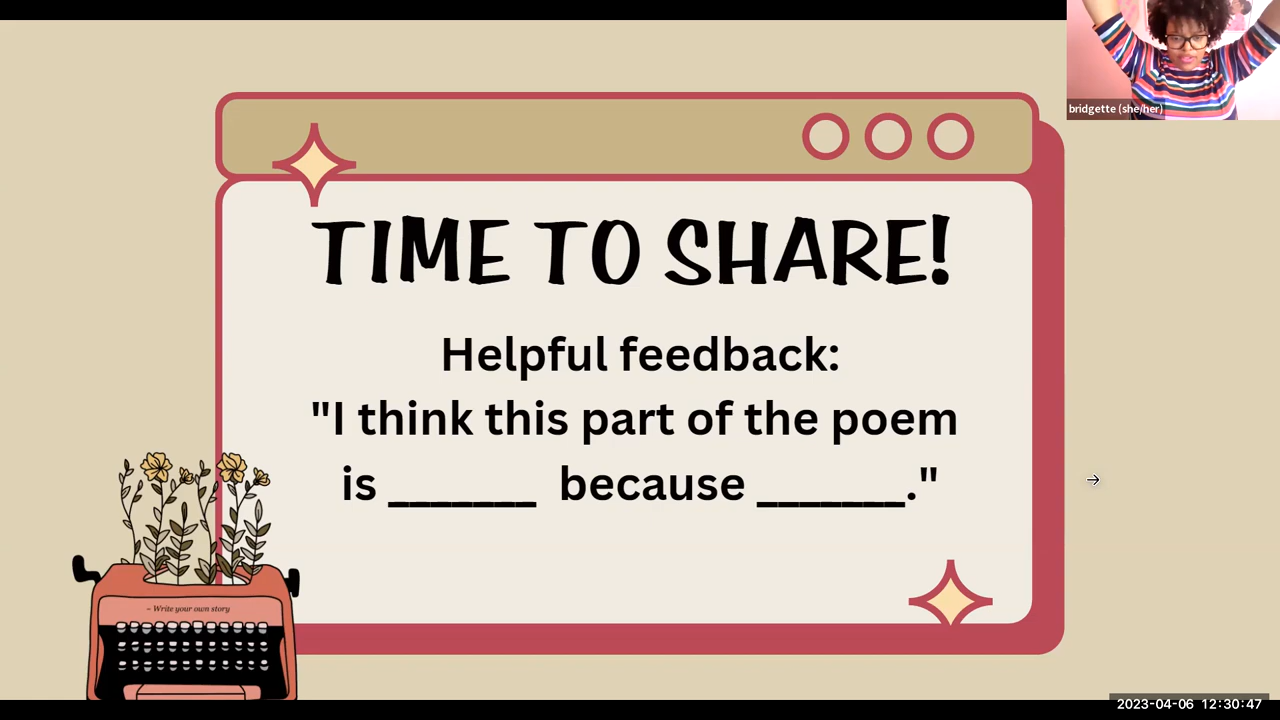 bridgette (she/her)
TIME TO SHARE!
Helpful feedback:
"I think this part of the poem
is _______ because _______."
~ Write your own story
2023-04-06 12:30:47